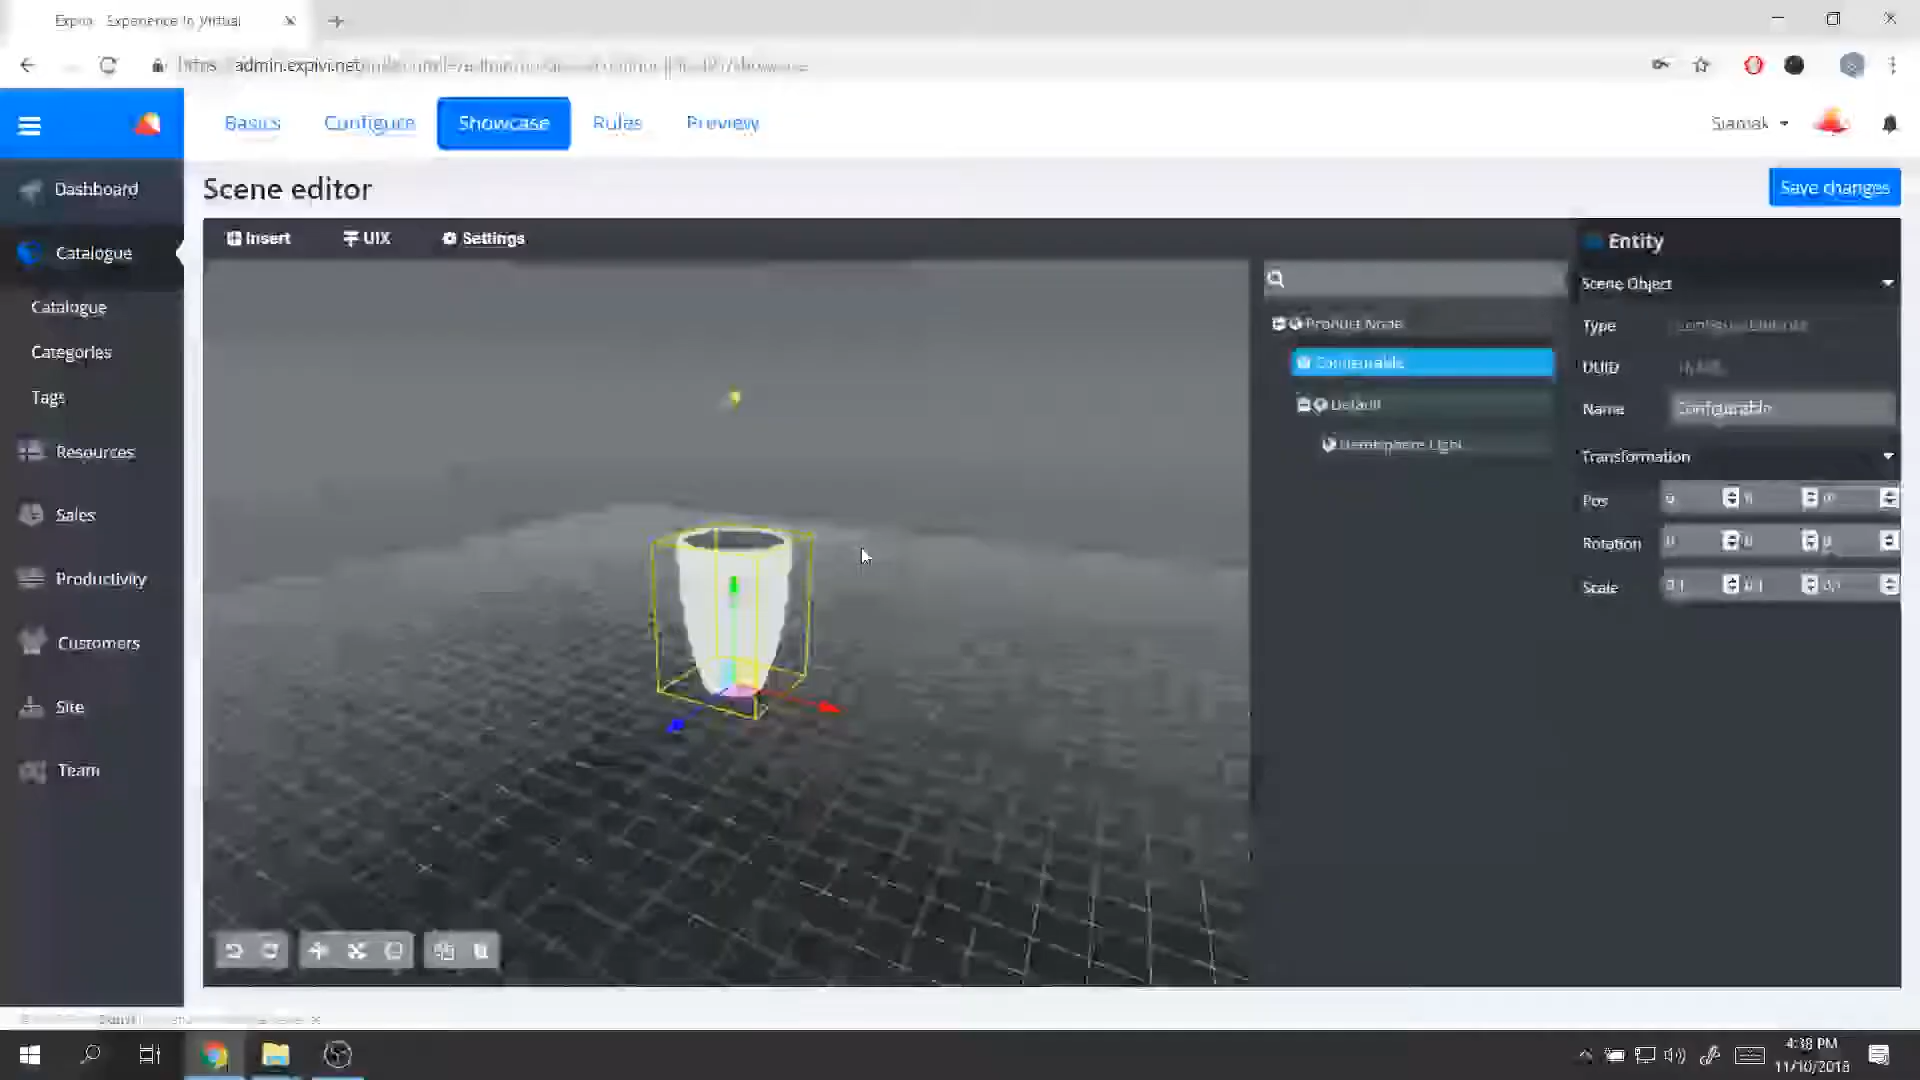 Experience in Virtual
admin.expivi.net
Basics
Configure
Showcase
Rules
Preview
Siamak
Dashboard
Scene editor
Save changes
Insert
UIX
Settings
Entity
Catalogue
Scene Object
Catalogue
Product Node
Type
Categories
Configurable
UUID
Tags
Default
Name
Configurable
Hemisphere Light
Resources
Transformation
Pos
Sales
Rotation
Productivity
Scale
Customers
Site
Team
4:38 PM
11/10/2018